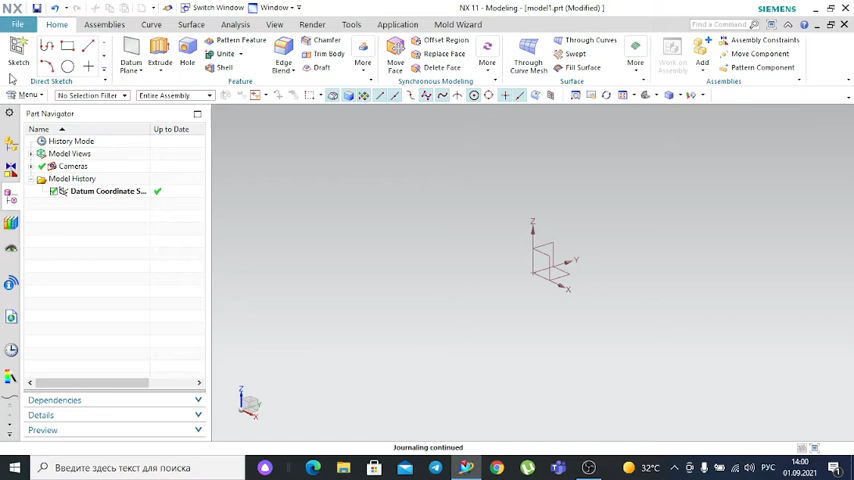 NX
Switch Window
Window
NX 11 - Modeling - [model1.prt (Modified) ]
SIEMENS
File
Home
Assemblies
Curve
Surface
Analysis
View
Render
Tools
Application
Mold Wizard
Find a Command
Sketch
Direct Sketch
Datum Plane
Extrude
Hole
Pattern Feature
Unite
Shell
Edge Blend
Chamfer
Trim Body
Draft
More
Feature
Move Face
Offset Region
Replace Face
Delete Face
More
Synchronous Modeling
Through Curve Mesh
Through Curves
Swept
Fill Surface
More
Surface
Work on Assembly
Add
Assembly Constraints
Move Component
Pattern Component
Assemblies
Menu
No Selection Filter
Entire Assembly
Part Navigator
Name
Up to Date
History Mode
Model Views
Cameras
Model History
Datum Coordinate S...
Dependencies
Details
Preview
Z
Y
X
Z
Y
X
Journaling continued
Введите здесь текст для поиска
32°C
РУС
14:00
01.09.2021